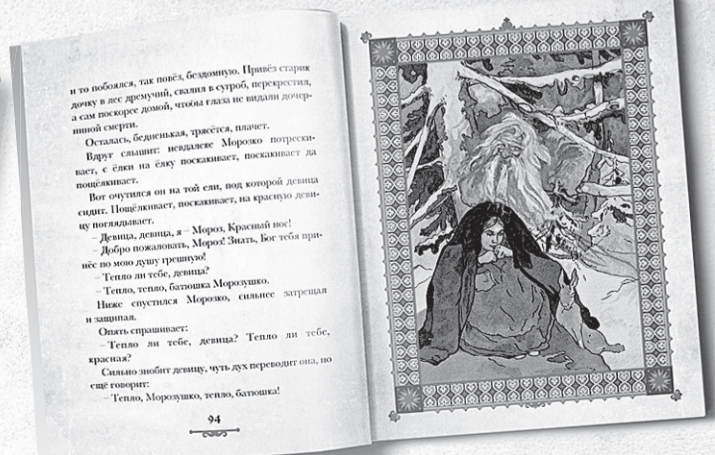 и то побоялся, так повёз, бездомную. Привёз старик
дочку в лес дремучий, свалил в сугроб, перекрестил,
а сам поскорее домой, чтобы глаза не видали дочер-
ниной смерти.
Осталась, бедненькая, трясётся, плачет.
Вдруг слышит: невдалеке Морозко потрески-
вает, с ёлки на ёлку поскакивает, поскакивает да
пощёлкивает.
Вот очутился он на той ели, под которой девица
сидит. Пощёлкивает, поскакивает, на красную деви-
цу поглядывает.
– Девица, девица, я – Мороз, Красный нос!
– Добро пожаловать, Мороз! Знать, Бог тебя при-
нёс по мою душу грешную!
– Тепло ли тебе, девица?
– Тепло, тепло, батюшка Морозушко.
Ниже спустился Морозко, сильнее затрещал
и защипал.
Опять спрашивает:
– Тепло ли тебе, девица? Тепло ли тебе,
красная?
Сильно знобит девицу, чуть дух переводит она, но
ещё говорит:
– Тепло, Морозушко, тепло, батюшка!
94